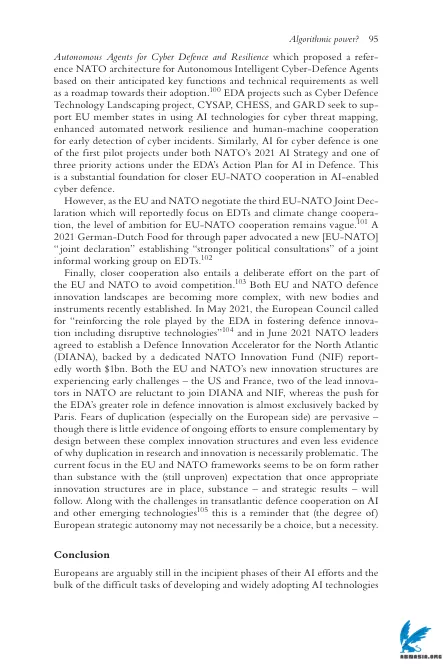 Algorithmic power? 95
Autonomous Agents for Cyber Defence and Resilience which proposed a refer-
ence NATO architecture for Autonomous Intelligent Cyber-Defence Agents
based on their anticipated key functions and technical requirements as well
as a roadmap towards their adoption.100 EDA projects such as Cyber Defence
Technology Landscaping project, CYSAP, CHESS, and GARD seek to sup-
port EU member states in using AI technologies for cyber threat mapping,
enhanced automated network resilience and human-machine cooperation
for early detection of cyber incidents. Similarly, AI for cyber defence is one
of the first pilot projects under both NATO's 2021 AI Strategy and one of
three priority actions under the EDA's Action Plan for AI in Defence. This
is a substantial foundation for closer EU-NATO cooperation in AI-enabled
cyber defence.
However, as the EU and NATO negotiate the third EU-NATO Joint Dec-
laration which will reportedly focus on EDTs and climate change coopera-
tion, the level of ambition for EU-NATO cooperation remains vague.101 A
2021 German-Dutch Food for through paper advocated a new [EU-NATO]
"joint declaration" establishing "stronger political consultations" of a joint
informal working group on EDTs.102
Finally, closer cooperation also entails a deliberate effort on the part of
the EU and NATO to avoid competition.103 Both EU and NATO defence
innovation landscapes are becoming more complex, with new bodies and
instruments recently established. In May 2021, the European Council called
for "reinforcing the role played by the EDA in fostering defence innova-
tion including disruptive technologies"104 and in June 2021 NATO leaders
agreed to establish a Defence Innovation Accelerator for the North Atlantic
(DIANA), backed by a dedicated NATO Innovation Fund (NIF) report-
edly worth $1bn. Both the EU and NATO's new innovation structures are
experiencing early challenges – the US and France, two of the lead innova-
tors in NATO are reluctant to join DIANA and NIF, whereas the push for
the EDA's greater role in defence innovation is almost exclusively backed by
Paris. Fears of duplication (especially on the European side) are pervasive –
though there is little evidence of ongoing efforts to ensure complementary by
design between these complex innovation structures and even less evidence
of why duplication in research and innovation is necessarily problematic. The
current focus in the EU and NATO frameworks seems to be on form rather
than substance with the (still unproven) expectation that once appropriate
innovation structures are in place, substance – and strategic results – will
follow. Along with the challenges in transatlantic defence cooperation on AI
and other emerging technologies105 this is a reminder that (the degree of)
European strategic autonomy may not necessarily be a choice, but a necessity.
Conclusion
Europeans are arguably still in the incipient phases of their AI efforts and the
bulk of the difficult tasks of developing and widely adopting AI technologies